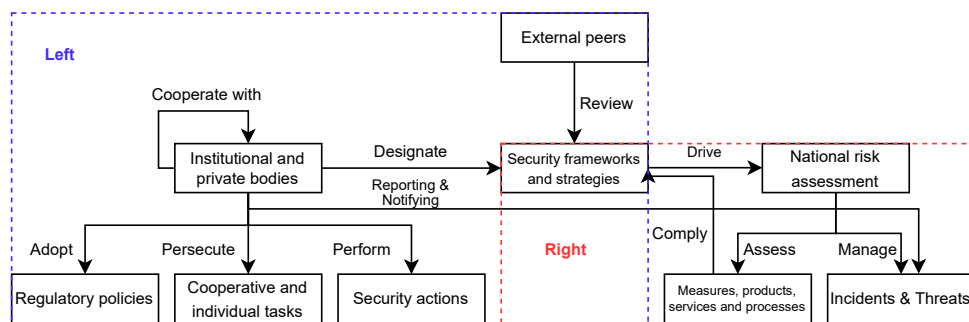 External peers
Left
Cooperate with
Review
Institutional and
private bodies
Designate
Security frameworks
and strategies
Drive
National risk
assessment
Reporting &
Notifying
Adopt
Persecute
Perform
Right
Comply
Assess
Manage
Regulatory policies
Cooperative and
individual tasks
Security actions
Measures, products,
services and processes
Incidents & Threats